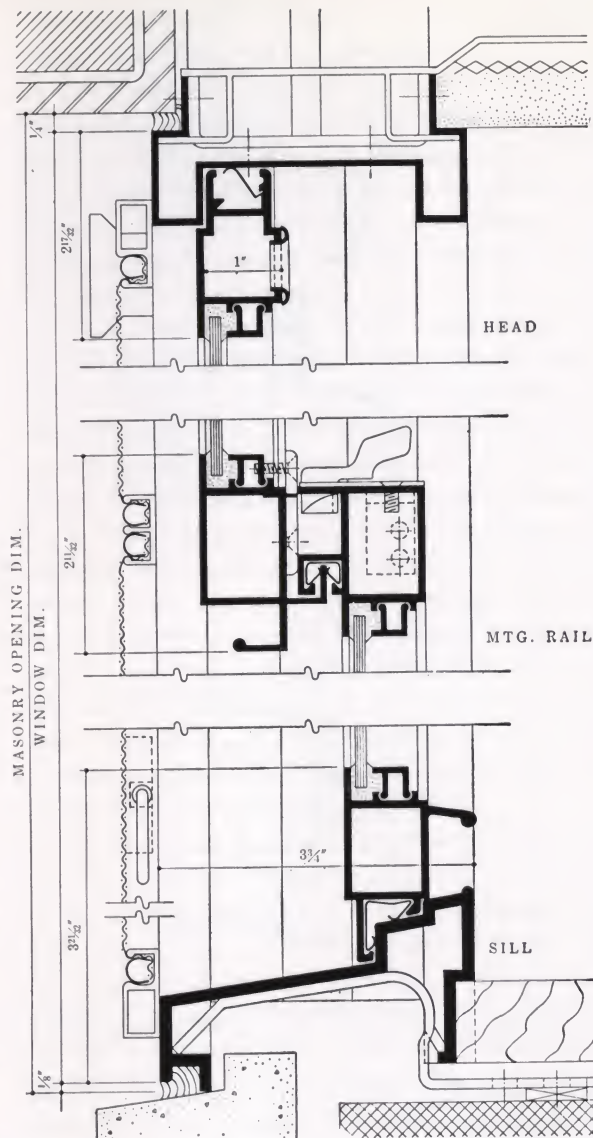 1/4"
2 17/32"
1"
HEAD
2 11/32"
MTG. RAIL
MASONRY OPENING DIM.
WINDOW DIM.
3 3/4"
3 21/32"
SILL
1/8"